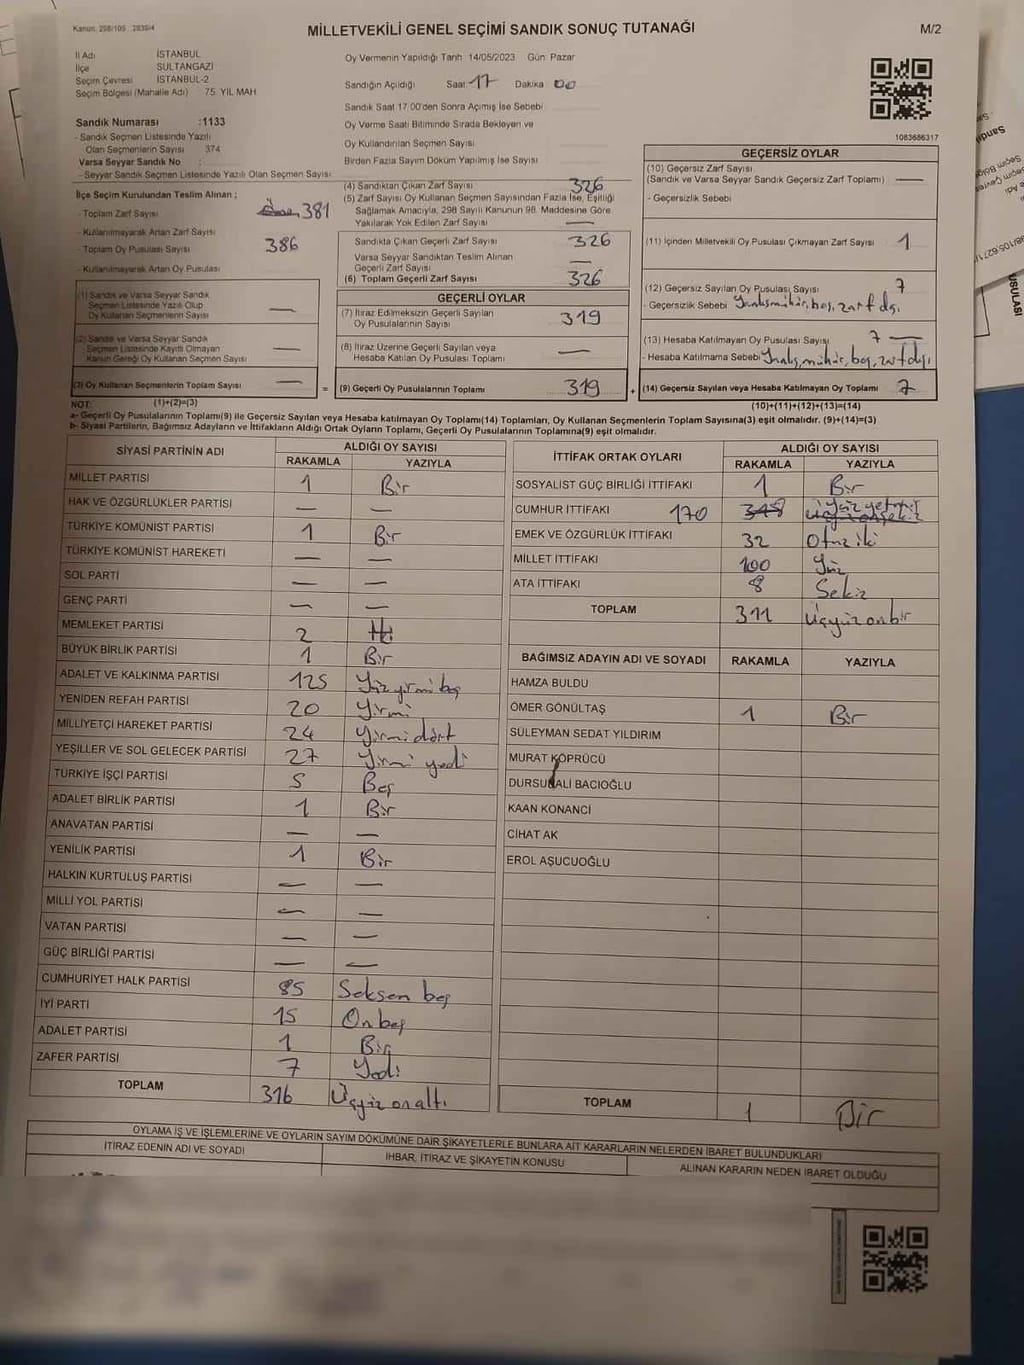 Kanun: 298/105 2839/4
MİLLETVEKİLİ GENEL SEÇİMİ SANDIK SONUÇ TUTANAĞI
M/2
İl Adı İSTANBUL
İlçe SULTANGAZİ
Seçim Çevresi İSTANBUL-2
Seçim Bölgesi (Mahalle Adı) 75. YIL MAH
Oy Vermenin Yapıldığı Tarih 14/05/2023 Gün Pazar
Sandığın Açıldığı Saat 17 Dakika 00
Sandık Saat 17.00'den Sonra Açımış İse Sebebi
Oy Verme Saati Bitiminde Sırada Bekleyen ve
Oy Kullandırılan Seçmen Sayısı
Birden Fazla Sayım Döküm Yapılmış İse Sayısı
1083686317
Sandık Numarası :1133
- Sandık Seçmen Listesinde Yazılı
Olan Seçmenlerin Sayısı 374
Varsa Seyyar Sandık No :
- Seyyar Sandık Seçmen Listesinde Yazılı Olan Seçmen Sayısı
İlçe Seçim Kurulundan Teslim Alınan ;
- Toplam Zarf Sayısı 381
- Kullanılmayarak Artan Zarf Sayısı
- Toplam Oy Pusulası Sayısı 386
- Kullanılmayarak Artan Oy Pusulası
(1) Sandık ve Varsa Seyyar Sandık
Seçmen Listesinde Yazılı Olup
Oy Kullanan Seçmenlerin Sayısı —
(2) Sandık ve Varsa Seyyar Sandık
Seçmen Listesinde Kayıtlı Olmayan
Kanun Gereği Oy Kullanan Seçmen Sayısı —
(3) Oy Kullanan Seçmenlerin Toplam Sayısı —
(4) Sandıktan Çıkan Zarf Sayısı 326
(5) Zarf Sayısı Oy Kullanan Seçmen Sayısından Fazla İse, Eşitliği
Sağlamak Amacıyla, 298 Sayılı Kanunun 98. Maddesine Göre
Yakılarak Yok Edilen Zarf Sayısı —
Sandıkta Çıkan Geçerli Zarf Sayısı 326
Varsa Seyyar Sandıktan Teslim Alınan
Geçerli Zarf Sayısı —
(6) Toplam Geçerli Zarf Sayısı 326
GEÇERLİ OYLAR
(7) İtiraz Edilmeksizin Geçerli Sayılan
Oy Pusulalarının Sayısı 319
(8) İtiraz Üzerine Geçerli Sayılan veya
Hesaba Katılan Oy Pusulası Toplamı —
= (9) Geçerli Oy Pusulalarının Toplamı 319 +
GEÇERSİZ OYLAR
(10) Geçersiz Zarf Sayısı
(Sandık ve Varsa Seyyar Sandık Geçersiz Zarf Toplamı) —
- Geçersizlik Sebebi
(11) İçinden Milletvekili Oy Pusulası Çıkmayan Zarf Sayısı 1
(12) Geçersiz Sayılan Oy Pusulası Sayısı 7
- Geçersizlik Sebebi Yanlış mühür, boş, zarf dışı
(13) Hesaba Katılmayan Oy Pusulası Sayısı 7 —
- Hesaba Katılmama Sebebi Yanlış, mühür, boş, zarf dışı
(14) Geçersiz Sayılan veya Hesaba Katılmayan Oy Toplamı 7
NOT: (1)+(2)=(3)
(10)+(11)+(12)+(13)=(14)
a- Geçerli Oy Pusulalarının Toplamı(9) ile Geçersiz Sayılan veya Hesaba Katılmayan Oy Toplamı(14) Toplamları, Oy Kullanan Seçmenlerin Toplam Sayısına(3) eşit olmalıdır. (9)+(14)=(3)
b- Siyasi Partilerin, Bağımsız Adayların ve İttifakların Aldığı Ortak Oyların Toplamı, Geçerli Oy Pusulalarının Toplamına(9) eşit olmalıdır.
SİYASİ PARTİNİN ADI ALDIĞI OY SAYISI
RAKAMLA YAZIYLA
MİLLET PARTİSİ 1 Bir
HAK VE ÖZGÜRLÜKLER PARTİSİ — —
TÜRKİYE KOMÜNİST PARTİSİ 1 Bir
TÜRKİYE KOMÜNİST HAREKETİ — —
SOL PARTİ — —
GENÇ PARTİ — —
MEMLEKET PARTİSİ 2
BÜYÜK BİRLİK PARTİSİ 1 Bir
ADALET VE KALKINMA PARTİSİ 125 Yüz yirmi beş
YENİDEN REFAH PARTİSİ 20 Yirmi
MİLLİYETÇİ HAREKET PARTİSİ 24 Yirmi dört
YEŞİLLER VE SOL GELECEK PARTİSİ 27 Yirmi yedi
TÜRKİYE İŞÇİ PARTİSİ 5 Beş
ADALET BİRLİK PARTİSİ 1 Bir
ANAVATAN PARTİSİ — —
YENİLİK PARTİSİ 1 Bir
HALKIN KURTULUŞ PARTİSİ — —
MİLLİ YOL PARTİSİ — —
VATAN PARTİSİ — —
GÜÇ BİRLİĞİ PARTİSİ — —
CUMHURİYET HALK PARTİSİ 85 Seksen beş
İYİ PARTİ 15 On beş
ADALET PARTİSİ 1 Bir
ZAFER PARTİSİ 7 Yedi
TOPLAM 316 Üçyüz onaltı
İTTİFAK ORTAK OYLARI ALDIĞI OY SAYISI
RAKAMLA YAZIYLA
SOSYALİST GÜÇ BİRLİĞİ İTTİFAKI 1 Bir
CUMHUR İTTİFAKI 170 318 Yüz yetmiş Üçyüz onsekiz
EMEK VE ÖZGÜRLÜK İTTİFAKI 32 Otuz iki
MİLLET İTTİFAKI 100 Yüz
ATA İTTİFAKI 8 Sekiz
TOPLAM 311 Üçyüz onbir
BAĞIMSIZ ADAYIN ADI VE SOYADI RAKAMLA YAZIYLA
HAMZA BULDU
ÖMER GÖNÜLTAŞ 1 Bir
SÜLEYMAN SEDAT YILDIRIM
MURAT KÖPRÜCÜ
DURSUNALİ BACIOĞLU
KAAN KONANCİ
CİHAT AK
EROL AŞUCUOĞLU
TOPLAM 1 Bir
OYLAMA İŞ VE İŞLEMLERİNE VE OYLARIN SAYIM DÖKÜMÜNE DAİR ŞİKAYETLERLE BUNLARA AİT KARARLARIN NELERDEN İBARET BULUNDUKLARI
İTİRAZ EDENİN ADI VE SOYADI İHBAR, İTİRAZ VE ŞİKAYETİN KONUSU ALINAN KARARIN NEDEN İBARET OLDUĞU